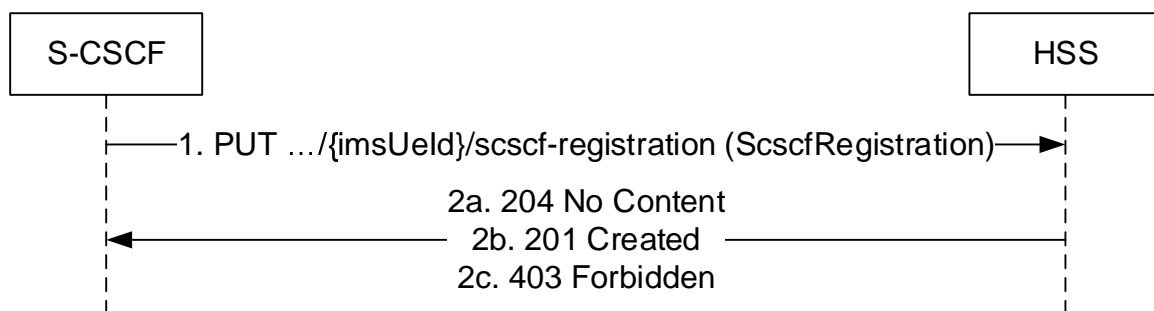 S-CSCF
HSS
1. PUT …/{imsUeId}/scscf-registration (ScscfRegistration)
2a. 204 No Content
2b. 201 Created
2c. 403 Forbidden